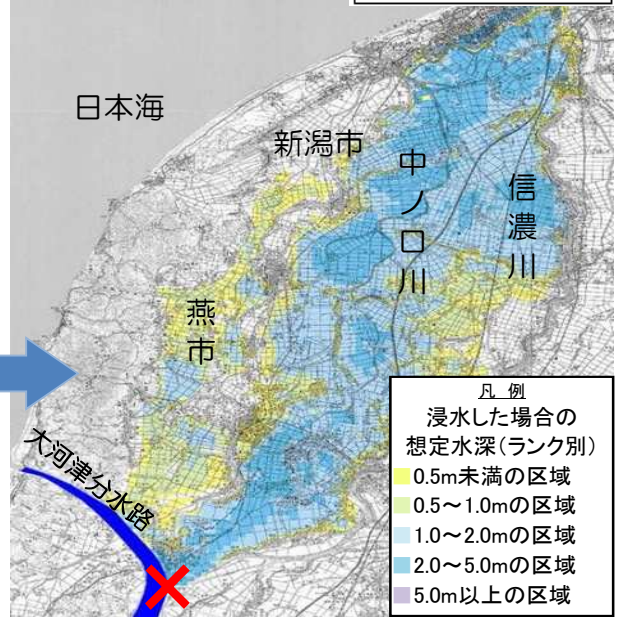 日本海
新潟市
中ノ口川
信濃川
燕市
大河津分水路
凡 例
浸水した場合の
想定水深(ランク別)
0.5m未満の区域
0.5～1.0mの区域
1.0～2.0mの区域
2.0～5.0mの区域
5.0m以上の区域